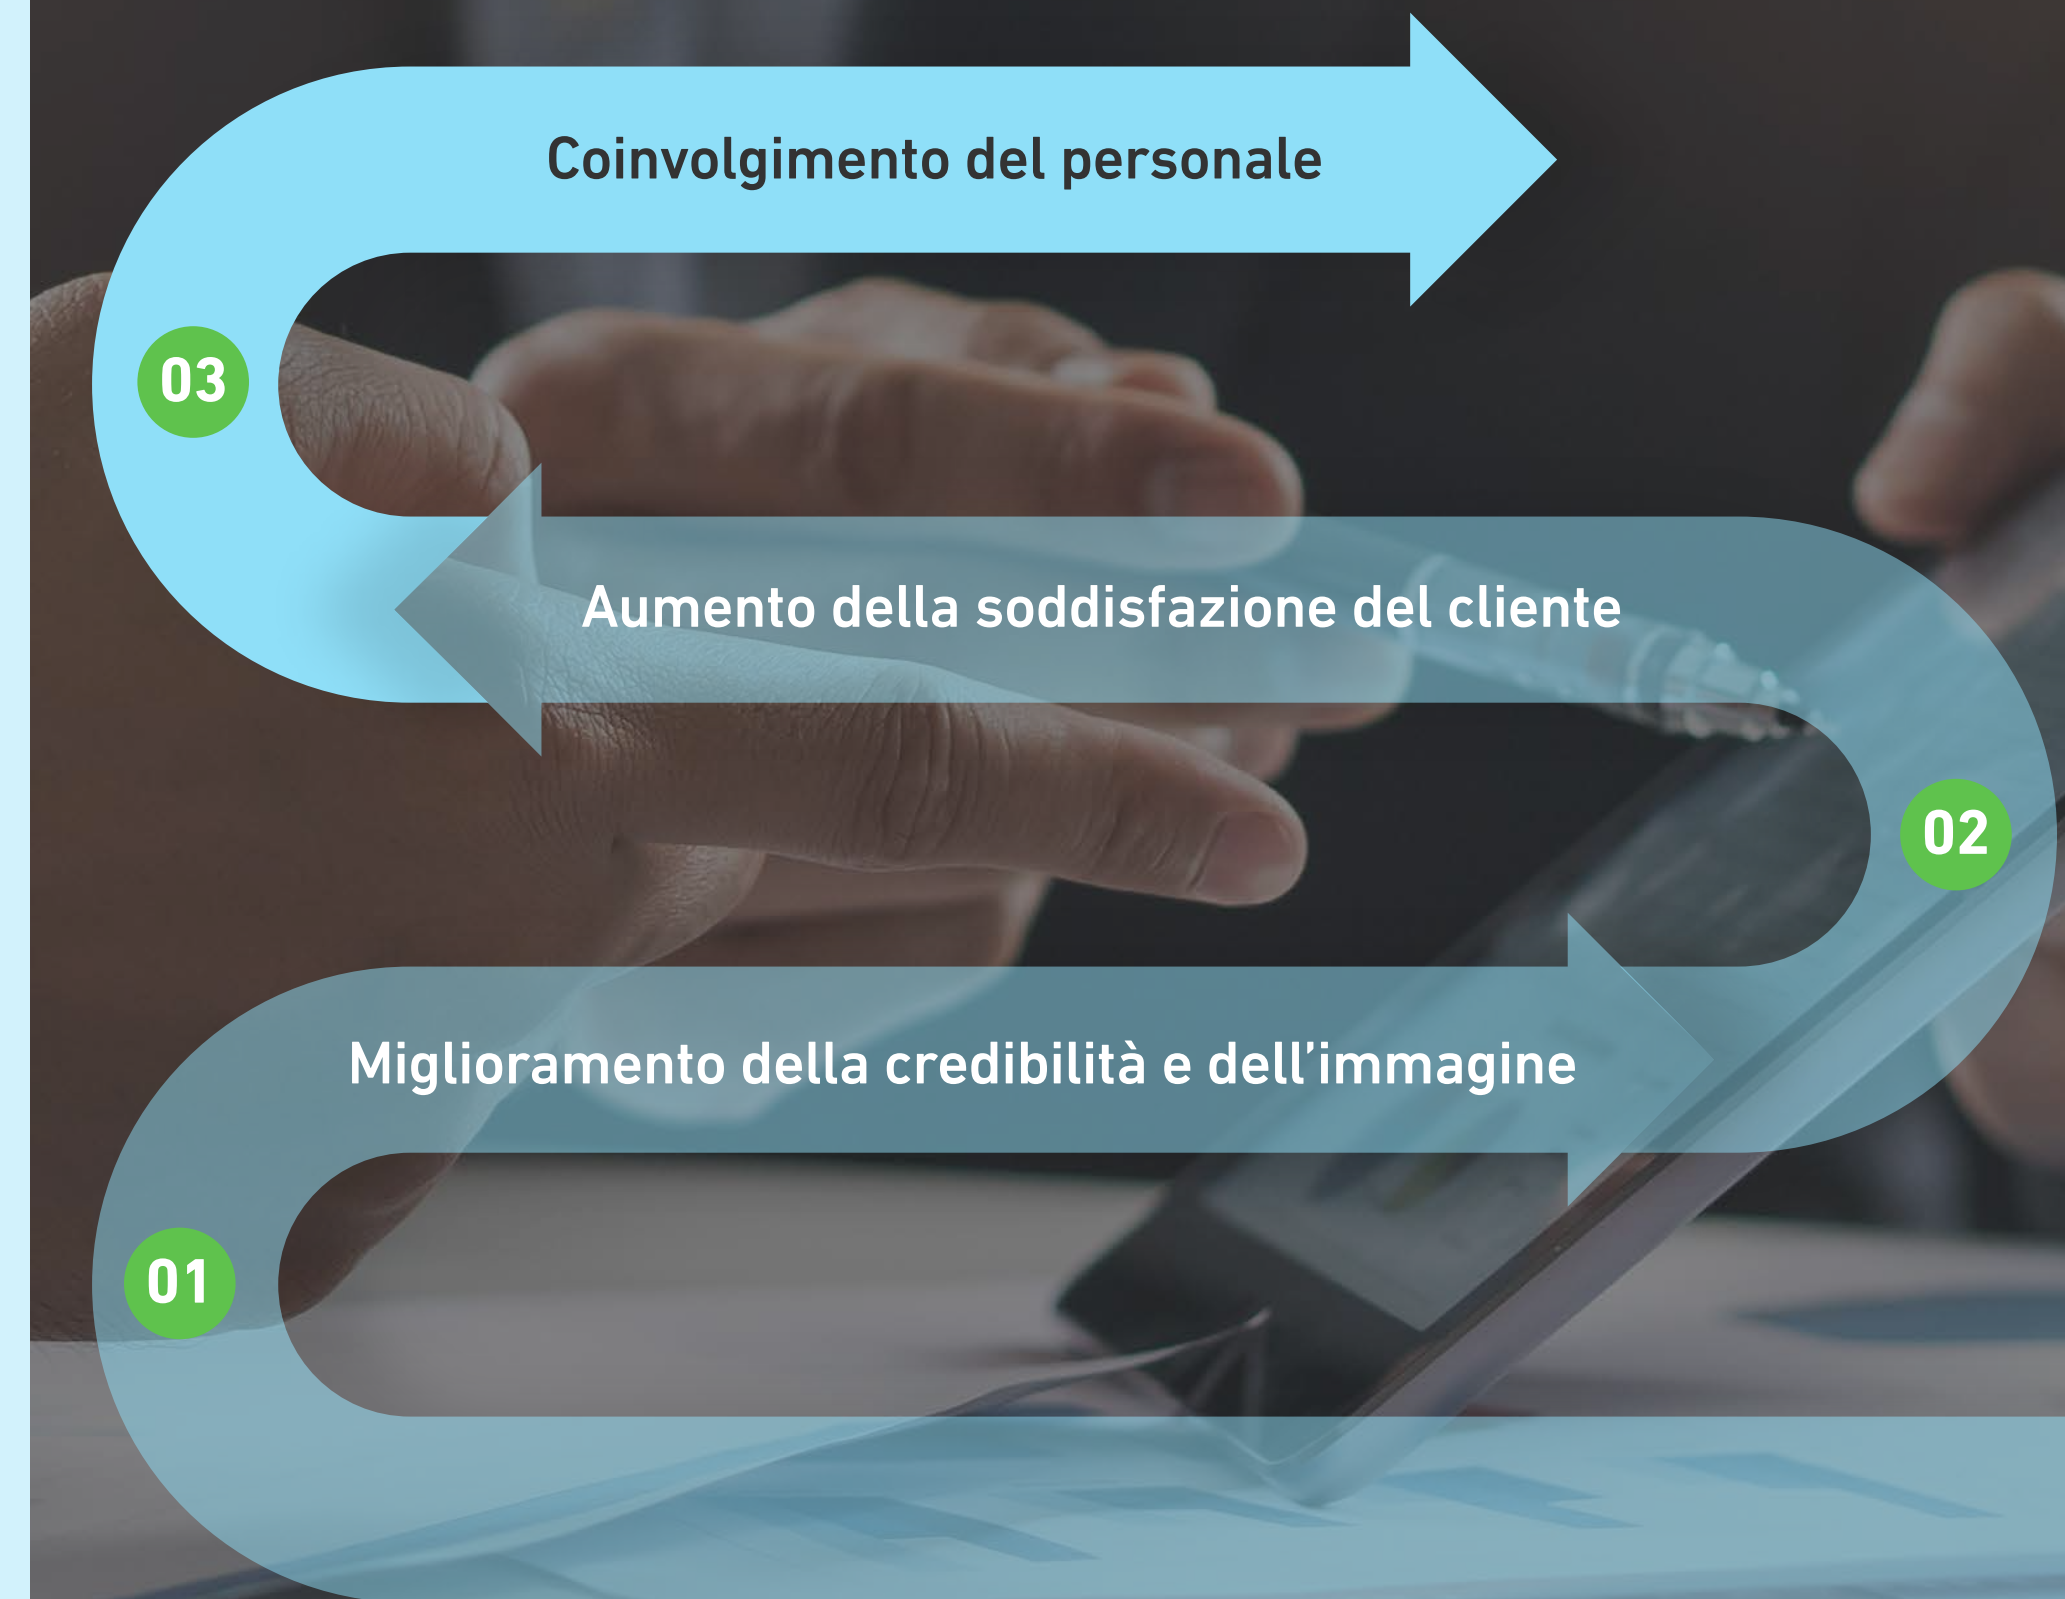 Coinvolgimento del personale
03
Aumento della soddisfazione del cliente
02
Miglioramento della credibilità e dell’immagine
01